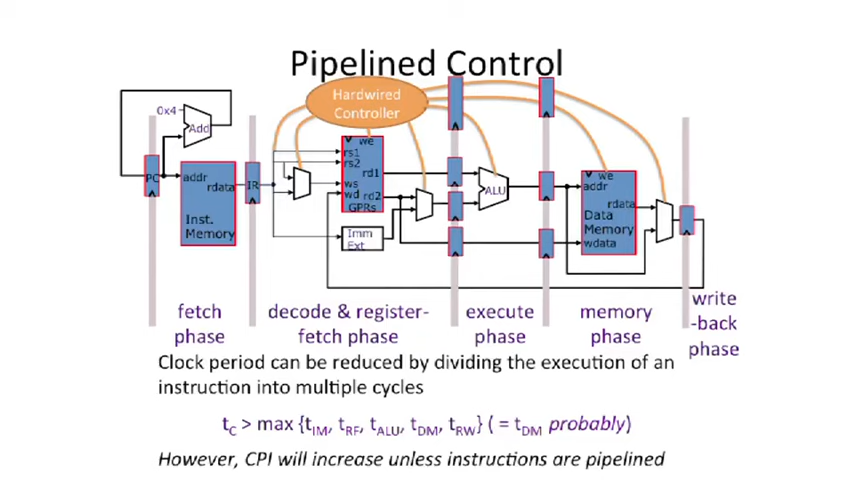 Pipelined Control
Hardwired
Controller
0x4
Add
PC
addr
rdata
Inst.
Memory
IR
we
rs1
rs2
rd1
ws
wd rd2
GPRs
Imm
Ext
ALU
we
addr
rdata
Data
Memory
wdata
fetch
phase
decode & register-
fetch phase
execute
phase
memory
phase
write
-back
phase
Clock period can be reduced by dividing the execution of an
instruction into multiple cycles
tC > max {tIM, tRF, tALU, tDM, tRW} ( = tDM probably)
However, CPI will increase unless instructions are pipelined